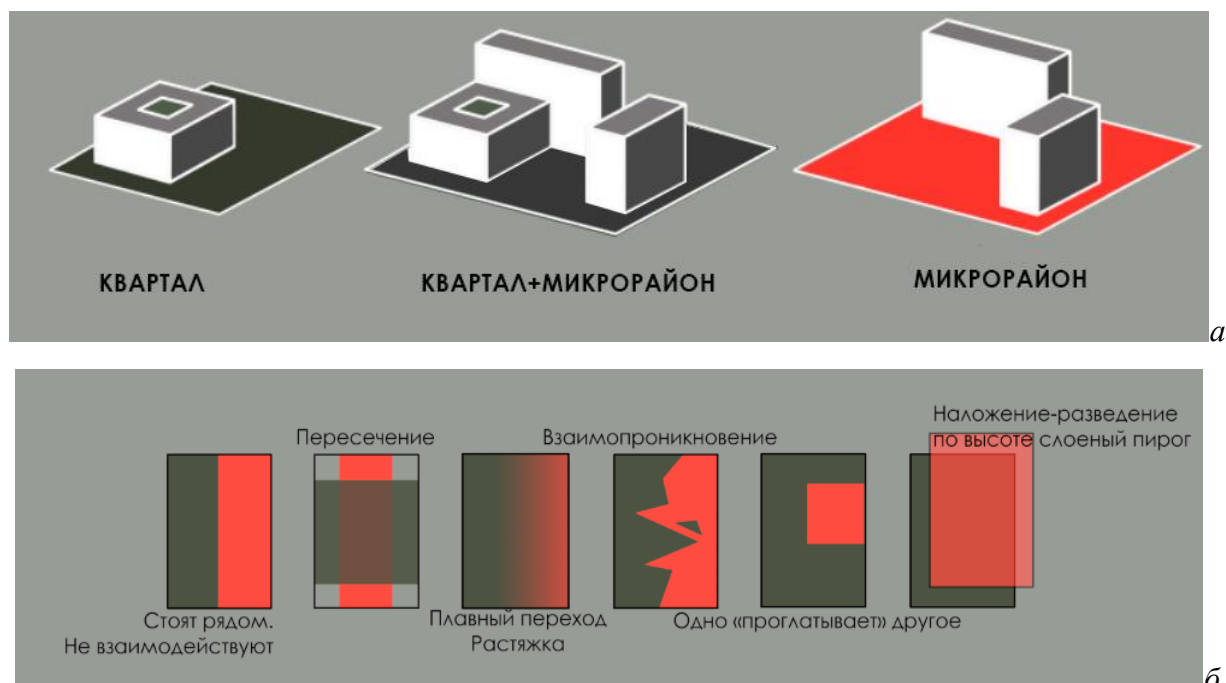 КВАРТАЛ
КВАРТАЛ+МИКРОРАЙОН
МИКРОРАЙОН
а
Пересечение
Взаимопроникновение
Наложение-разведение
по высоте слоеный пирог
Стоят рядом.
Не взаимодействуют
Плавный переход
Растяжка
Одно «проглатывает» другое
б